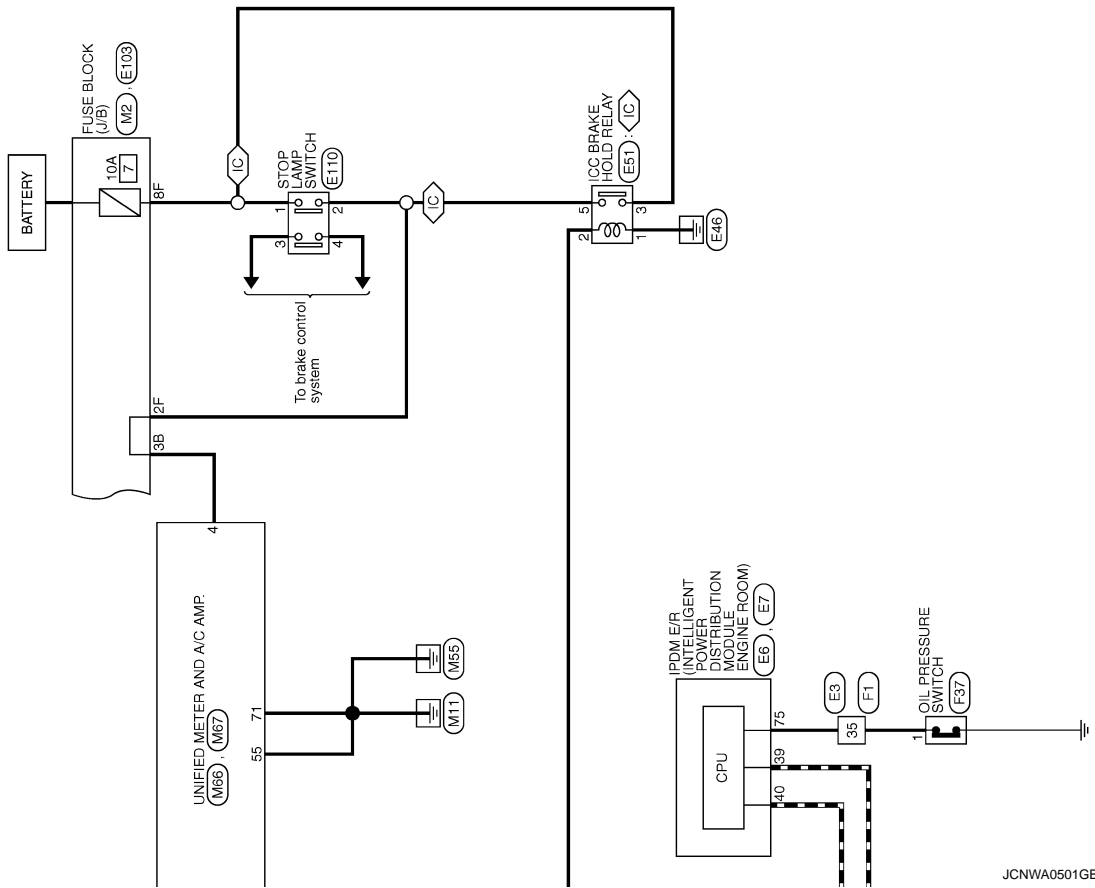 BATTERY
FUSE BLOCK
(J/B)
M2 , E103
10A
7
8F
IC
STOP
LAMP
SWITCH
E110
1
2
3
4
To brake control
system
IC
ICC BRAKE
HOLD RELAY
E51 : IC
5
3
2
1
E46
2F
3B
4
UNIFIED METER AND A/C AMP.
M66 , M67
71
55
M55
M11
IPDM E/R
(INTELLIGENT
POWER
DISTRIBUTION
MODULE
ENGINE ROOM)
E6 , E7
CPU
75
39
40
E3
F1
35
OIL PRESSURE
SWITCH
F37
1
JCNWA0501GE